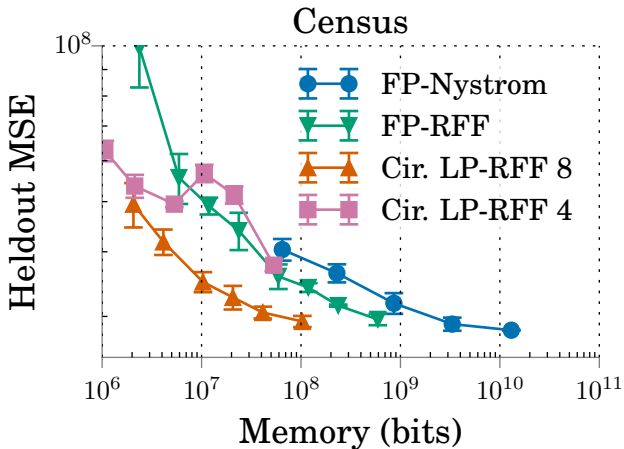 Census
10^8
Heldout MSE
FP-Nystrom
FP-RFF
Cir. LP-RFF 8
Cir. LP-RFF 4
10^6 10^7 10^8 10^9 10^10 10^11
Memory (bits)